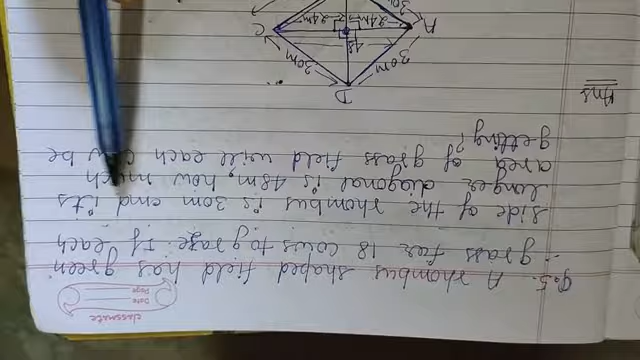 classmate
Date
Page
Q.5. A rhombus shaped field has green
grass for 18 cows to graze. If each
side of the rhombus is 30m and its
longer diagonal is 48m, how much
area of grass field will each cow be
getting?
Ans
D
30m
30m
48
C
24m
24m
A
30